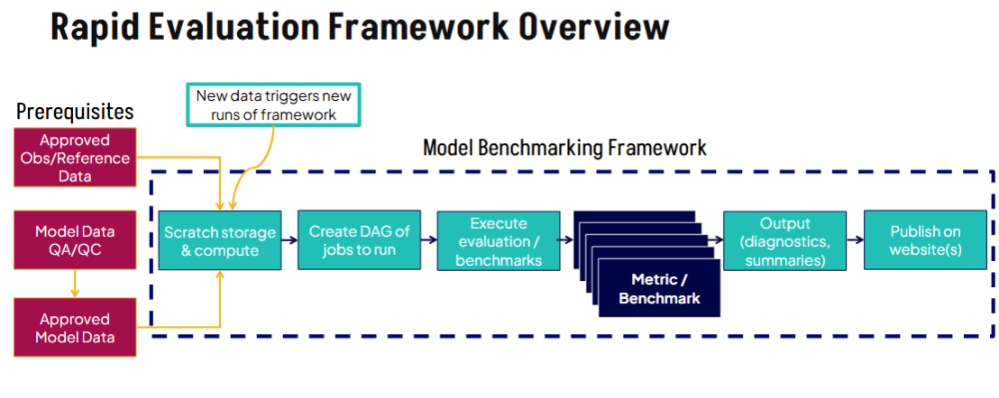 Rapid Evaluation Framework Overview
New data triggers new
runs of framework
Prerequisites
Approved
Obs/Reference
Data
Model Data
QA/QC
Approved
Model Data
Model Benchmarking Framework
Scratch storage
& compute
Create DAG of
jobs to run
Execute
evaluation /
benchmarks
Metric /
Benchmark
Output
(diagnostics,
summaries)
Publish on
website(s)